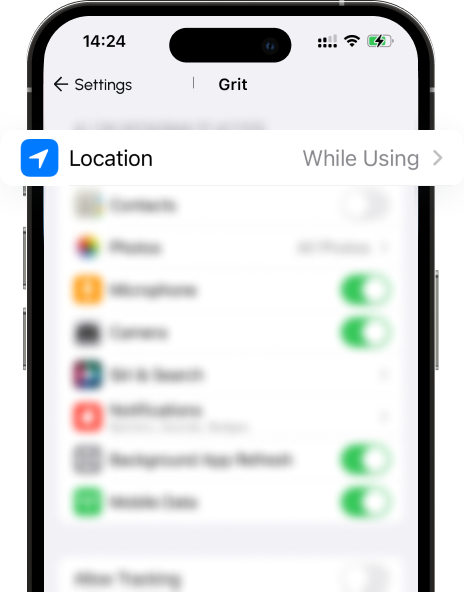 14:24
Settings
Grit
Location
While Using
Contacts
Photos
All Photos
Microphone
Camera
Siri & Search
Notifications
Background App Refresh
Mobile Data
Allow Tracking